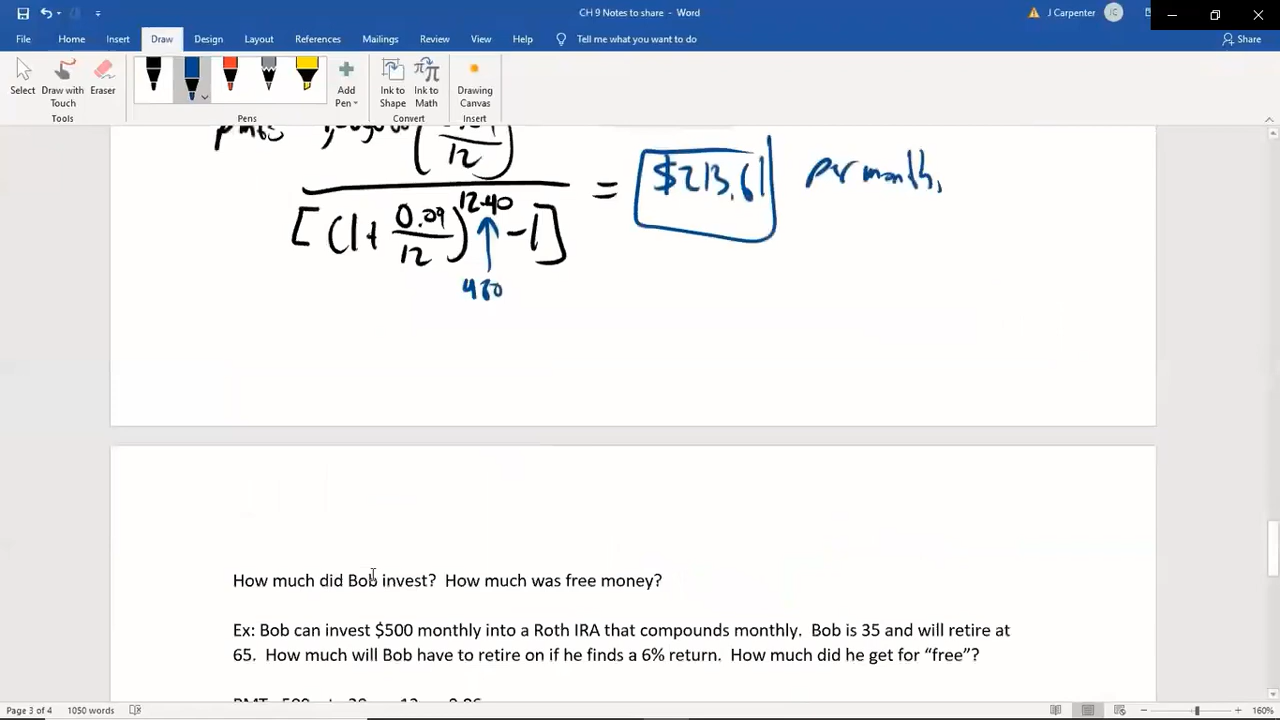 CH 9 Notes to share - Word
J Carpenter JC
File Home Insert Draw Design Layout References Mailings Review View Help Tell me what you want to do Share
Select Draw with Touch Eraser Add Pen Ink to Shape Ink to Math Drawing Canvas
Tools Pens Convert Insert
12
[(1+ 0.09/12)^12·40 -1] = $213.61 per month,
480
How much did Bob invest? How much was free money?
Ex: Bob can invest $500 monthly into a Roth IRA that compounds monthly. Bob is 35 and will retire at
65. How much will Bob have to retire on if he finds a 6% return. How much did he get for “free”?
Page 3 of 4 1050 words 160%